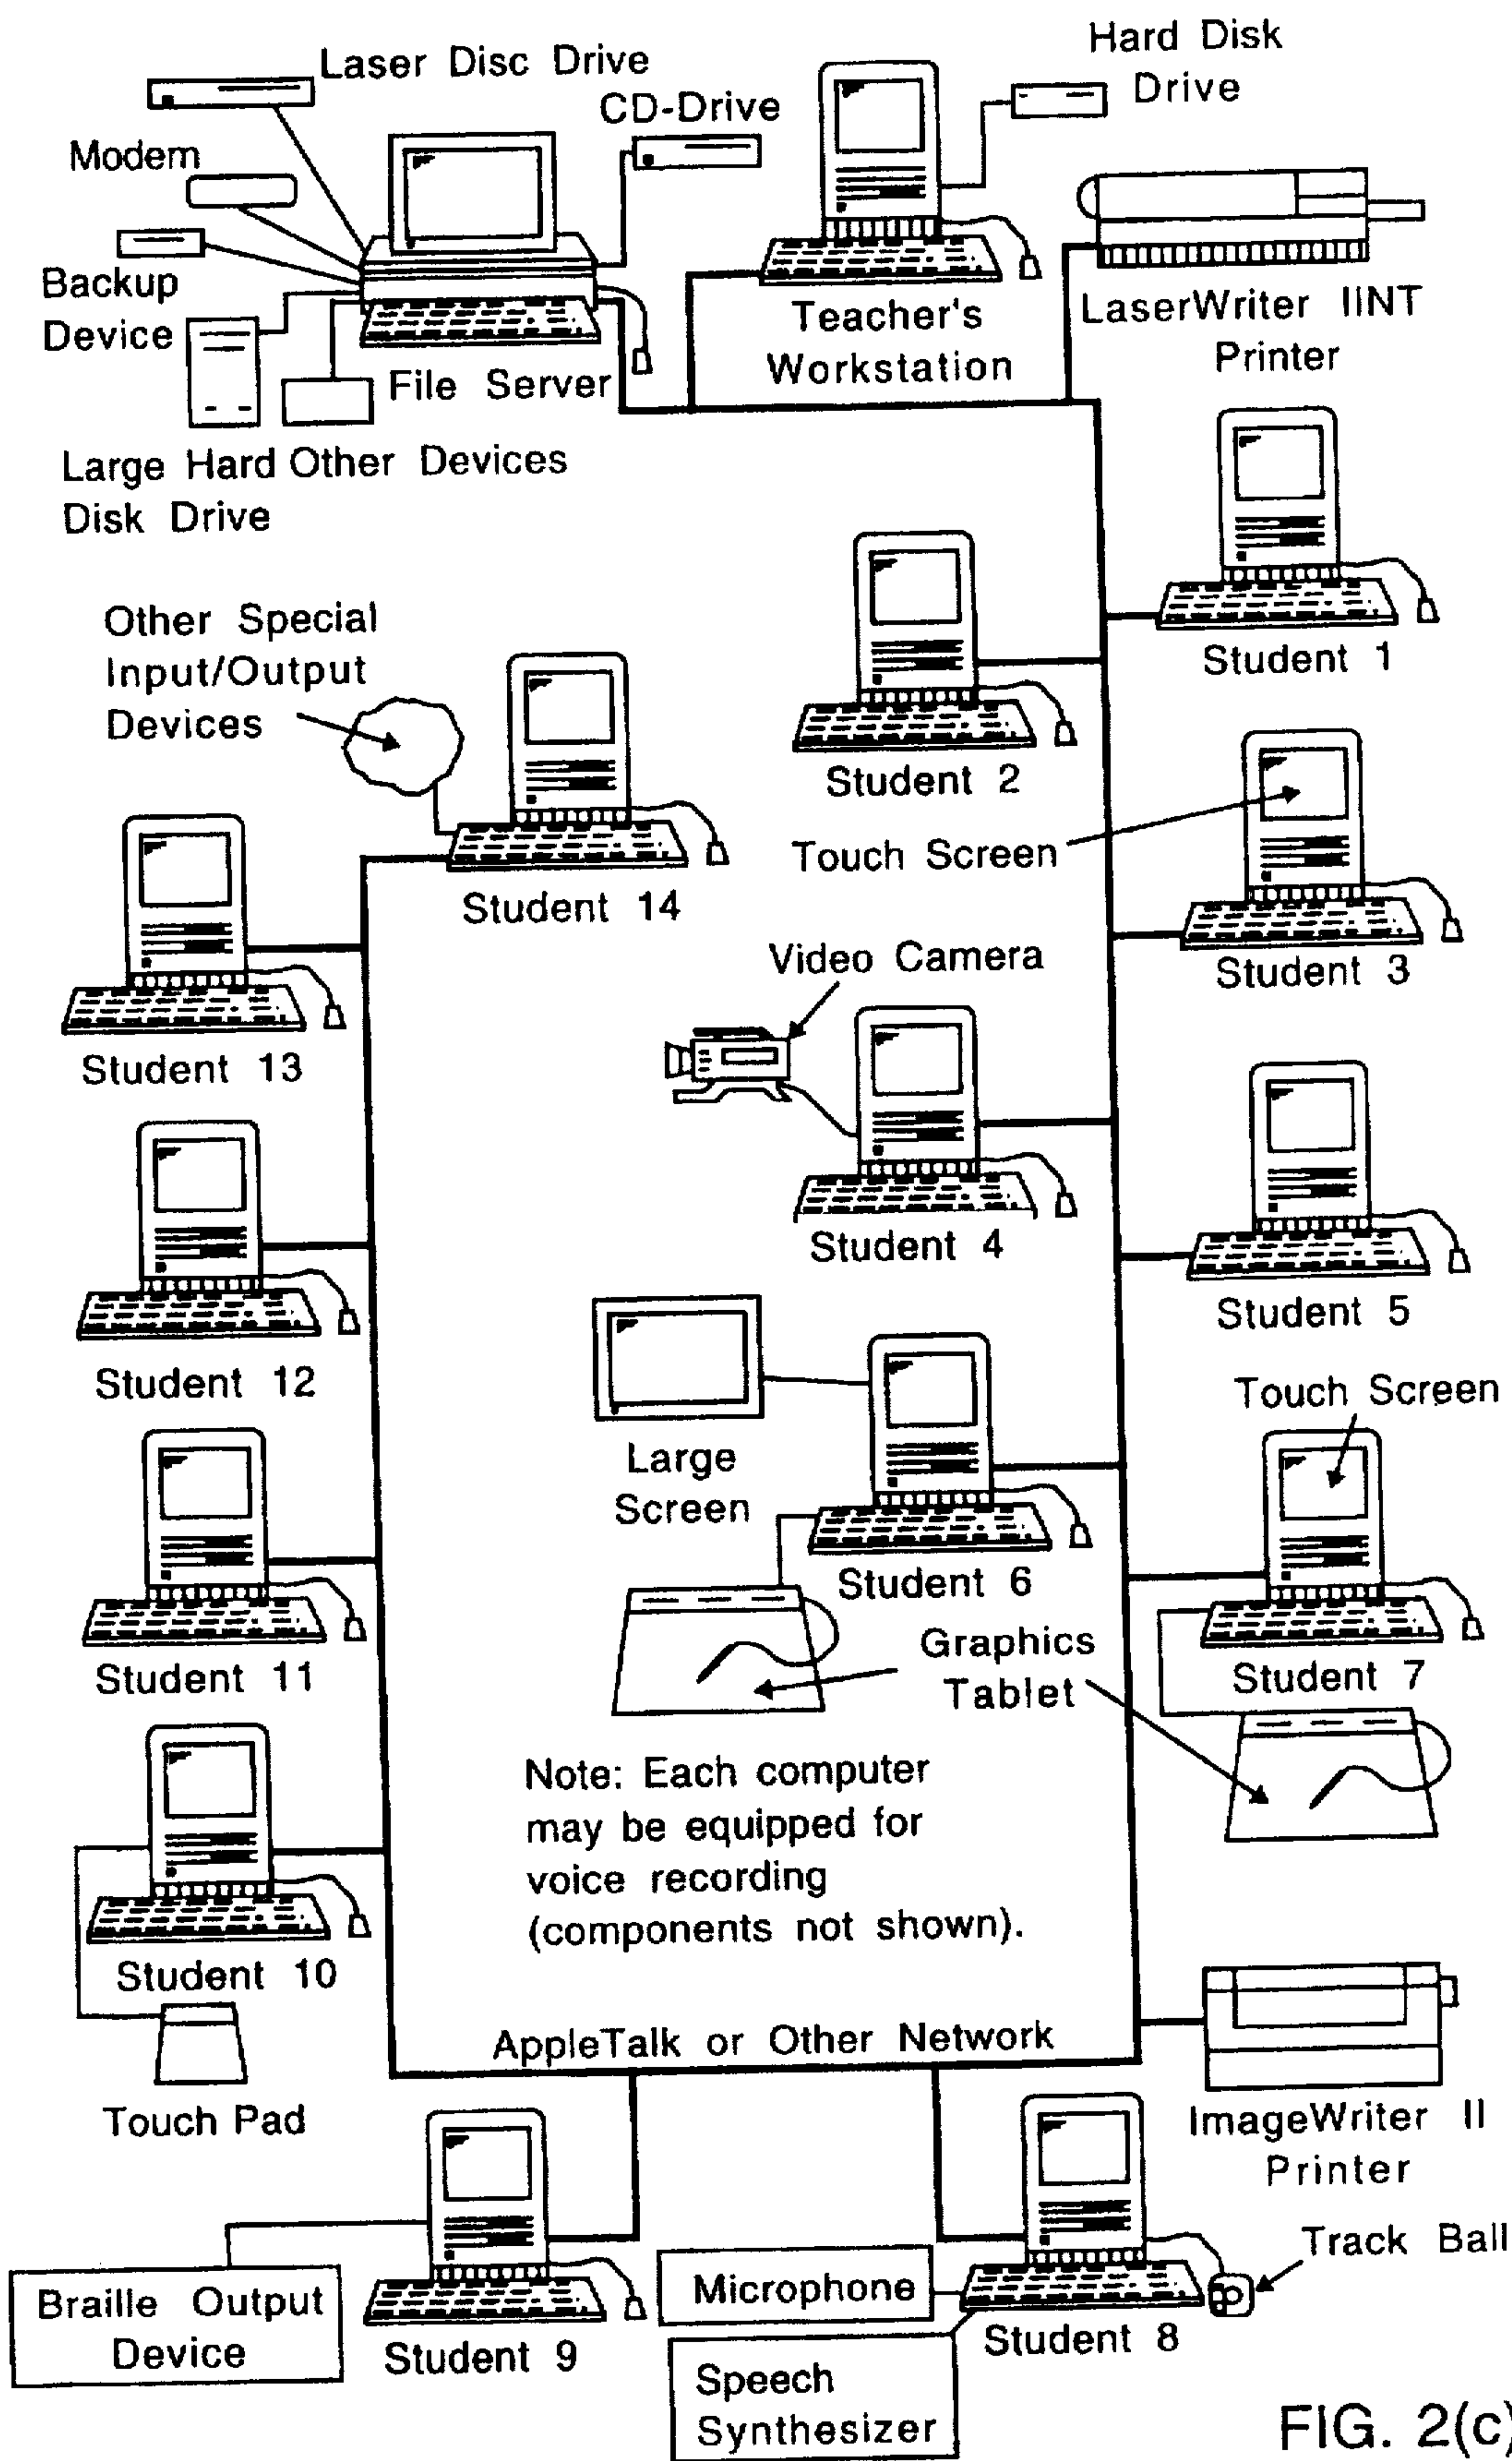 Laser Disc Drive
Hard Disk
Drive
CD-Drive
Modem
Backup
Device
File Server
Teacher's
Workstation
LaserWriter IINT
Printer
Large Hard
Disk Drive
Other Devices
Student 1
Other Special
Input/Output
Devices
Student 2
Touch Screen
Student 14
Student 3
Video Camera
Student 13
Student 4
Student 5
Student 12
Touch Screen
Large
Screen
Student 6
Graphics
Tablet
Student 11
Student 7
Note: Each computer
may be equipped for
voice recording
(components not shown).
Student 10
AppleTalk or Other Network
Touch Pad
ImageWriter II
Printer
Track Ball
Braille Output
Device
Student 9
Microphone
Student 8
Speech
Synthesizer
FIG. 2(c)